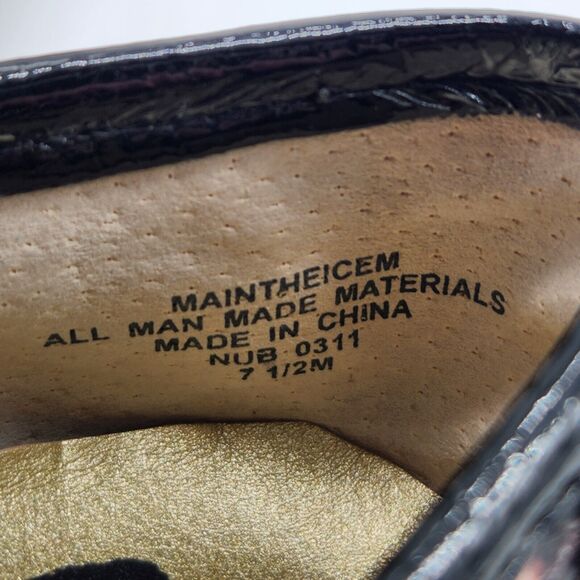 MAINTHEICEM
ALL MAN MADE MATERIALS
MADE IN CHINA
NUB 0311
7 1/2M